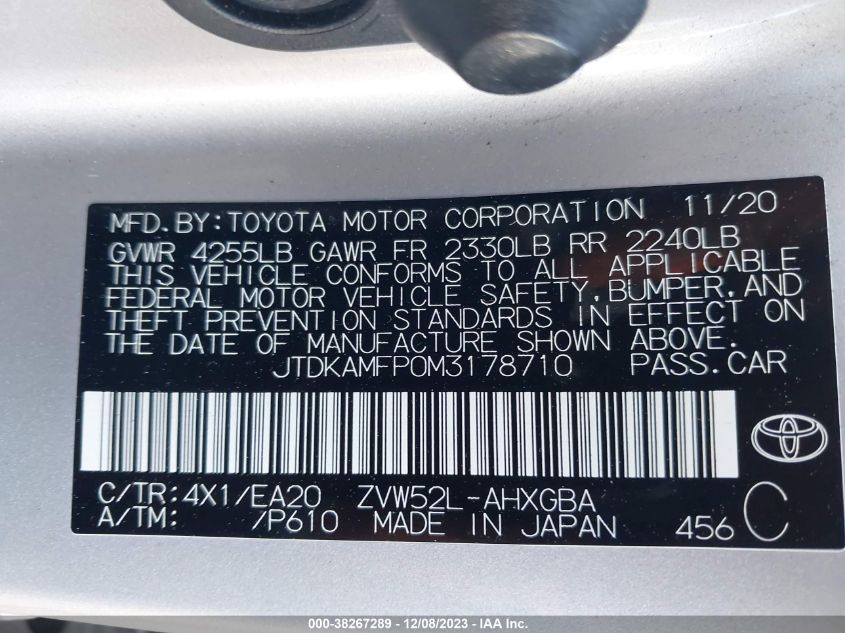 MFD.BY:TOYOTA MOTOR CORPORATION 11/20
GVWR 4255LB GAWR FR 2330LB RR 2240LB
THIS VEHICLE CONFORMS TO ALL APPLICABLE
FEDERAL MOTOR VEHICLE SAFETY,BUMPER,AND
THEFT PREVENTION STANDARDS IN EFFECT ON
THE DATE OF MANUFACTURE SHOWN ABOVE.
JTDKAMFP0M3178710 PASS.CAR
C/TR:4X1/EA20 ZVW52L-AHXGBA
A/TM: /P610 MADE IN JAPAN 456 C
000-38267289 - 12/08/2023 - © IAA Inc.